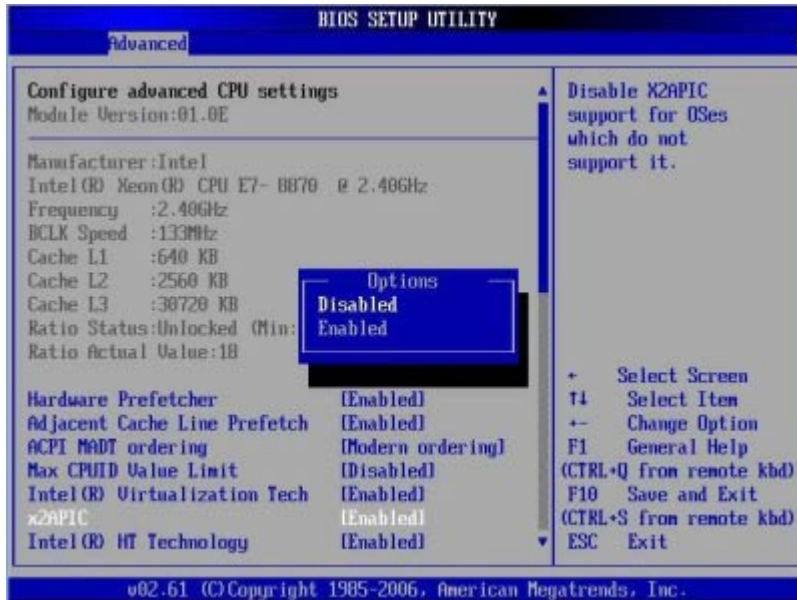 BIOS SETUP UTILITY
Advanced
Configure advanced CPU settings
Module Version:01.0E
Manufacturer:Intel
Intel(R) Xeon(R) CPU E7- 8870 @ 2.40GHz
Frequency :2.40GHz
BCLK Speed :133MHz
Cache L1 :640 KB
Cache L2 :2560 KB
Cache L3 :30720 KB
Ratio Status:Unlocked (Min:
Ratio Actual Value:18
Options
Disabled
Enabled
Hardware Prefetcher [Enabled]
Adjacent Cache Line Prefetch [Enabled]
ACPI MADT ordering [Modern ordering]
Max CPUID Value Limit [Disabled]
Intel(R) Virtualization Tech [Enabled]
x2APIC [Enabled]
Intel(R) HT Technology [Enabled]
Disable X2APIC
support for OSes
which do not
support it.
← Select Screen
↑↓ Select Item
+- Change Option
F1 General Help
(CTRL+Q from remote kbd)
F10 Save and Exit
(CTRL+S from remote kbd)
ESC Exit
v02.61 (C)Copyright 1985-2006, American Megatrends, Inc.